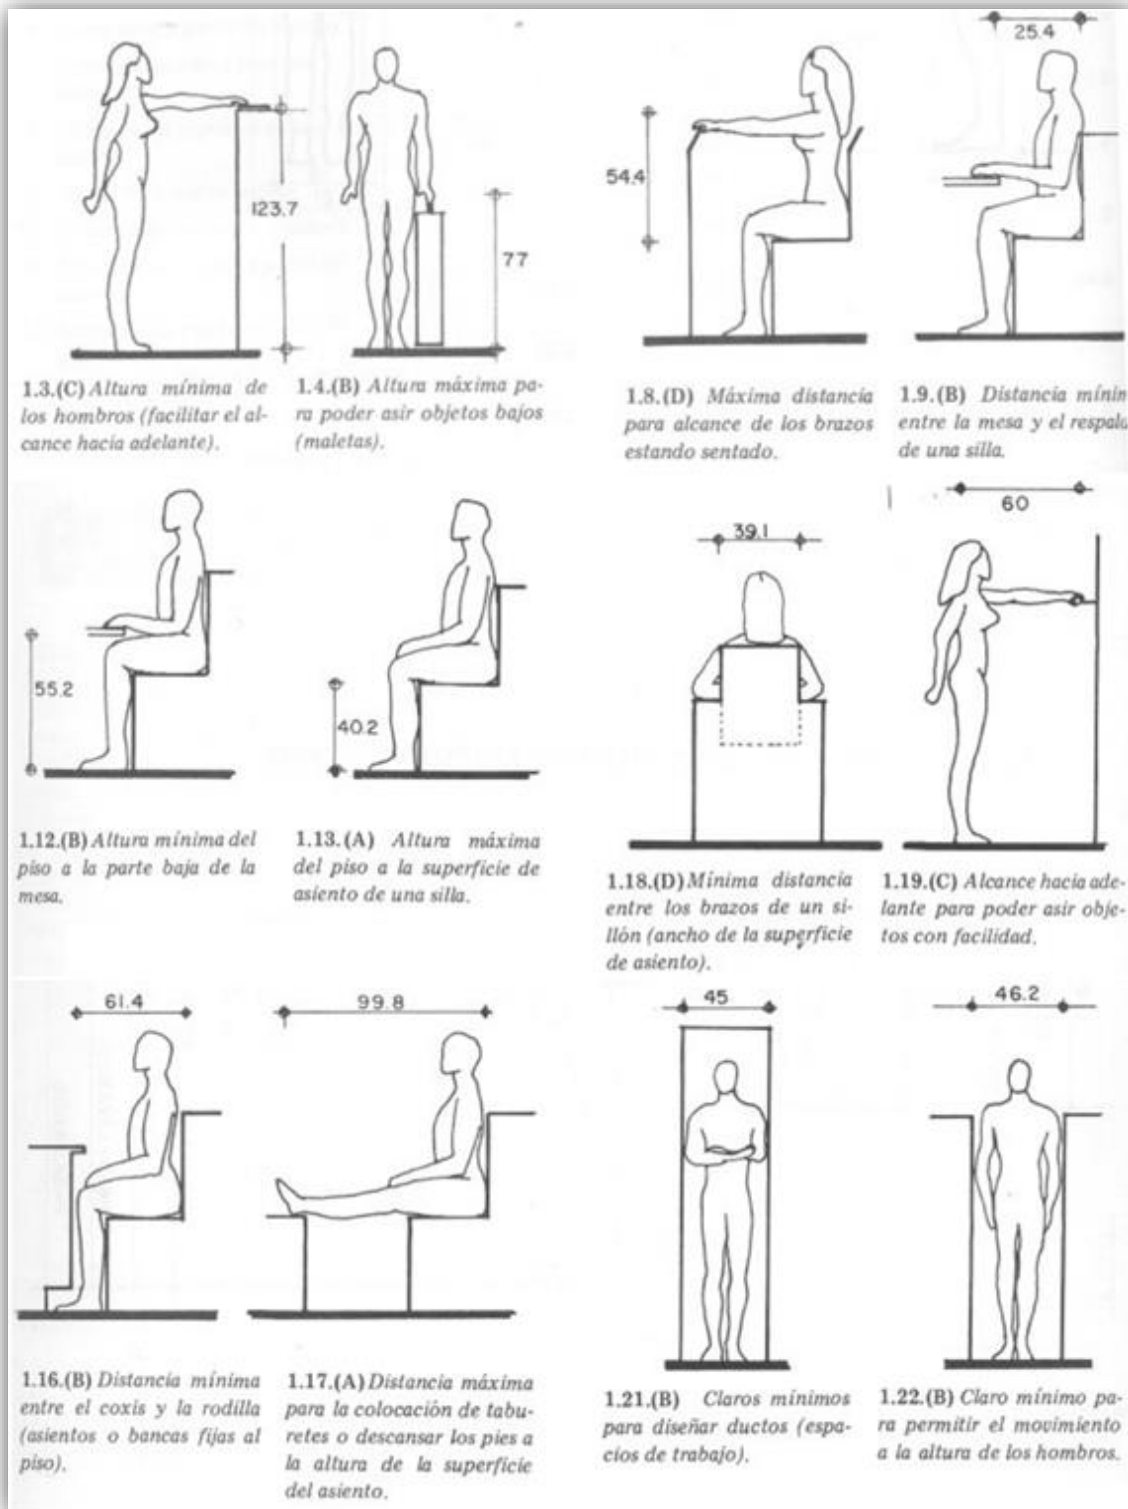 123.7
77
1.3.(C) Altura mínima de
los hombros (facilitar el al-
cance hacia adelante).
1.4.(B) Altura máxima pa-
ra poder asir objetos bajos
(maletas).
54.4
25.4
1.8.(D) Máxima distancia
para alcance de los brazos
estando sentado.
1.9.(B) Distancia mínin
entre la mesa y el respald
de una silla.
55.2
40.2
1.12.(B) Altura mínima del
piso a la parte baja de la
mesa.
1.13.(A) Altura máxima
del piso a la superficie de
asiento de una silla.
39.1
60
1.18.(D) Mínima distancia
entre los brazos de un si-
llón (ancho de la superficie
de asiento).
1.19.(C) Alcance hacia ade-
lante para poder asir obje-
tos con facilidad.
61.4
99.8
1.16.(B) Distancia mínima
entre el coxis y la rodilla
(asientos o bancas fijas al
piso).
1.17.(A) Distancia máxima
para la colocación de tabu-
retes o descansar los pies a
la altura de la superficie
del asiento.
45
46.2
1.21.(B) Claros mínimos
para diseñar ductos (espa-
cios de trabajo).
1.22.(B) Claro mínimo pa-
ra permitir el movimiento
a la altura de los hombros.